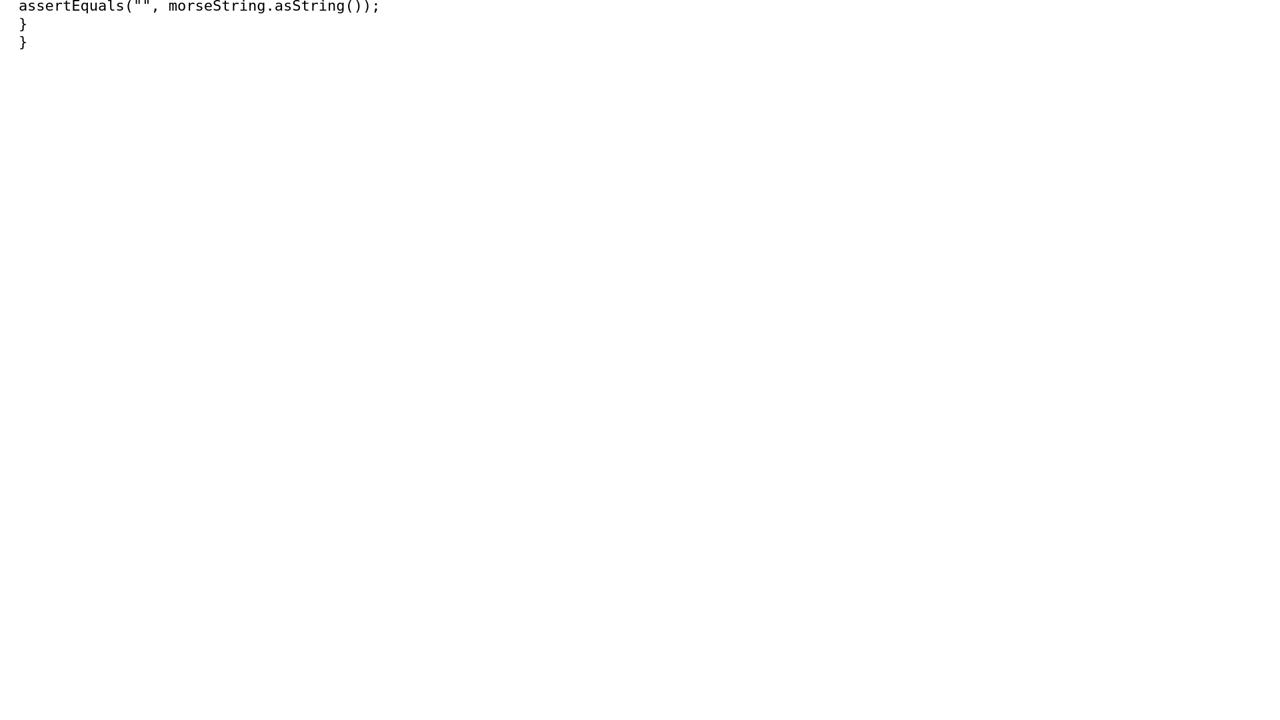 assertEquals("", morseString.asString());
}
}